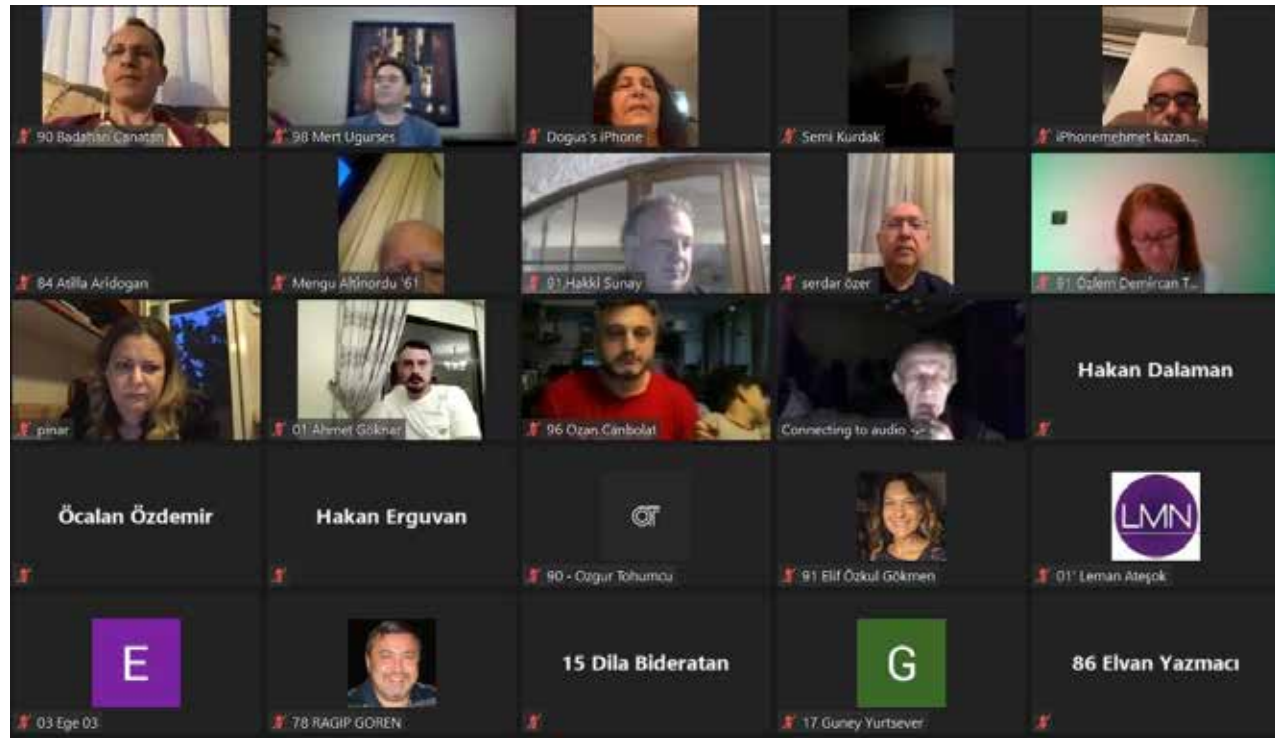 90 Badahan Canatan
98 Mert Ugurses
Dogus's iPhone
Semi Kurdak
iPhonemehmet kazan...
84 Atilla Aridogan
Mengu Altinordu '61
91 Hakki Sunay
serdar özer
91 Özlem Demircan T...
pinar
01 Ahmet Göknar
96 Ozan Canbolat
Connecting to audio
Hakan Dalaman
Öcalan Özdemir
Hakan Erguvan
OT
90 - Ozgur Tohumcu
91 Elif Özkul Gökmen
LMN
01' Leman Ateşok
E
03 Ege 03
78 RAGIP GOREN
15 Dila Bideratan
G
17 Guney Yurtsever
86 Elvan Yazmacı